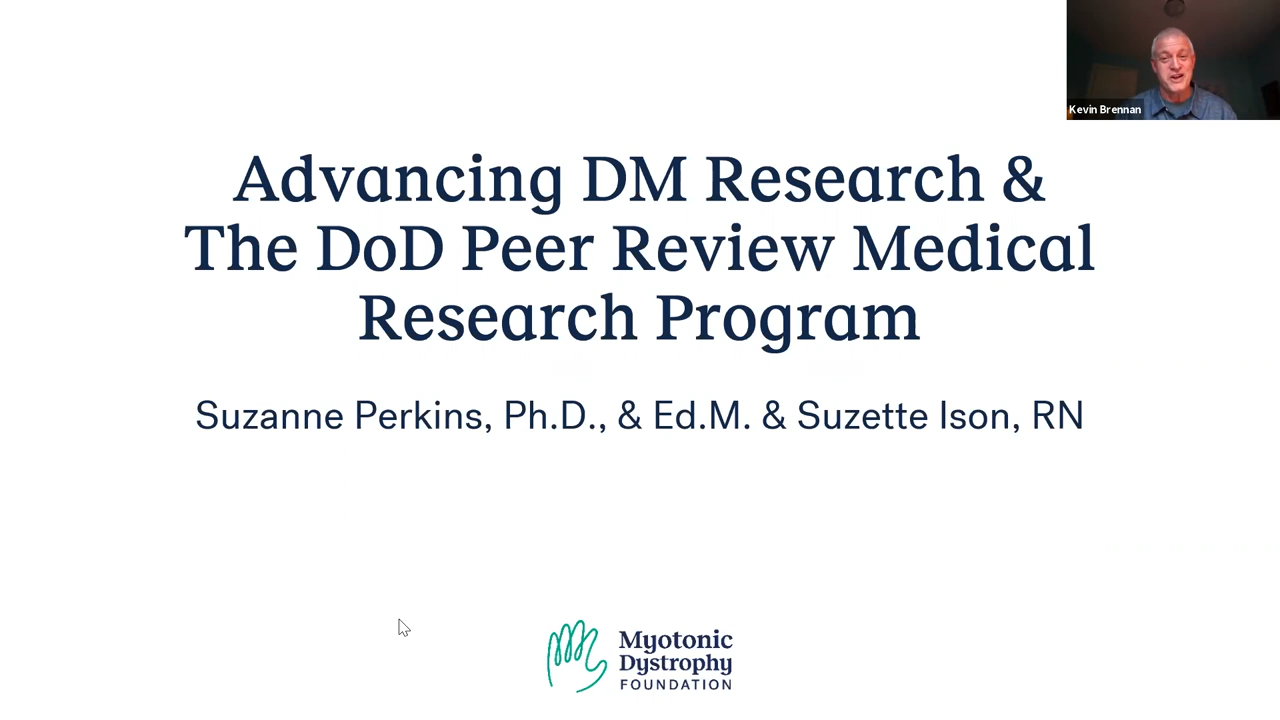 Kevin Brennan
Advancing DM Research &
The DoD Peer Review Medical
Research Program
Suzanne Perkins, Ph.D., & Ed.M. & Suzette Ison, RN
Myotonic
Dystrophy
FOUNDATION